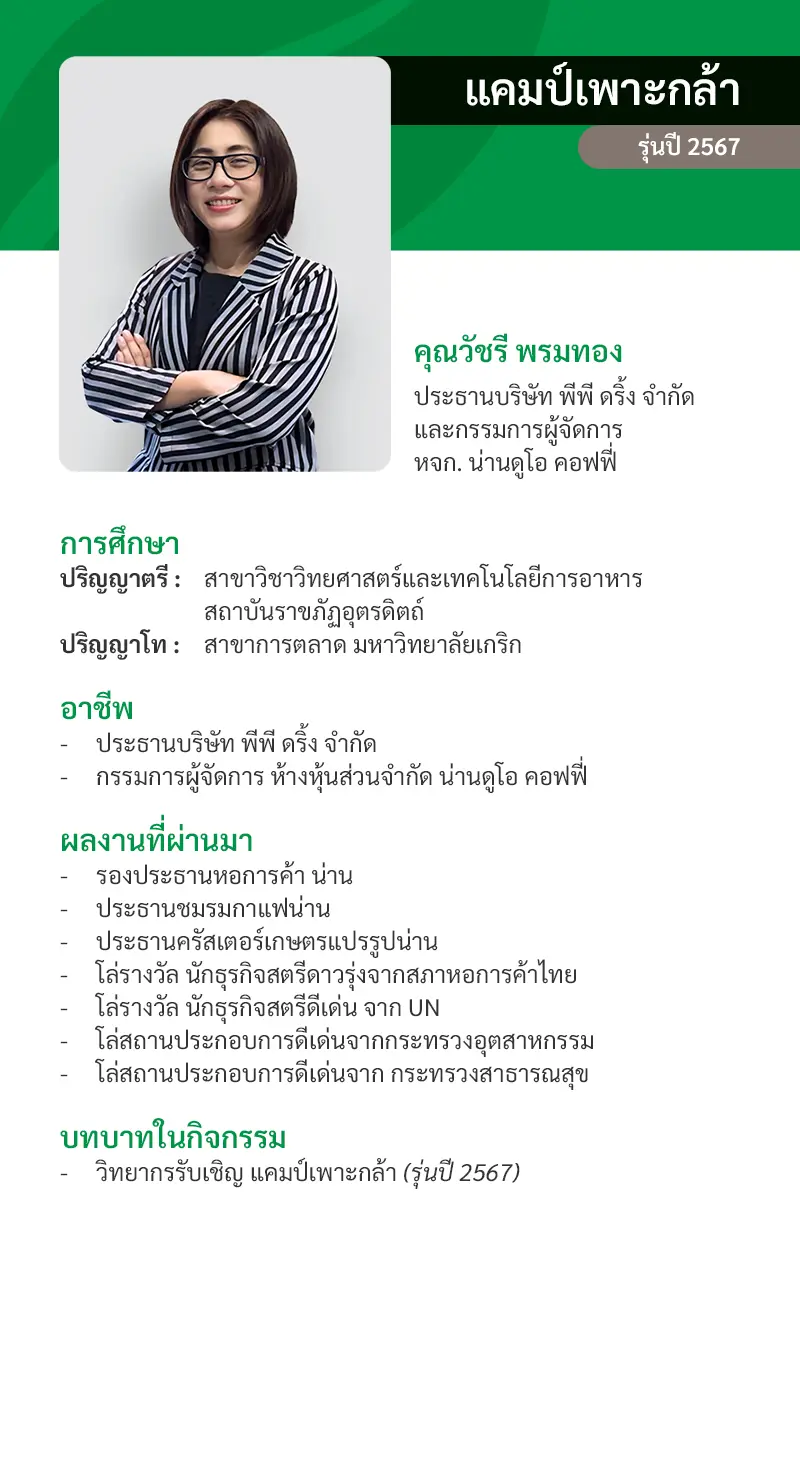 แคมป์เพาะกล้า
รุ่นปี 2567
คุณวัชรี พรมทอง
ประธานบริษัท พีพี ดริ้ง จำกัด
และกรรมการผู้จัดการ
หจก. น่านดูโอ คอฟฟี่
การศึกษา
ปริญญาตรี : สาขาวิชาวิทยศาสตร์และเทคโนโลยีการอาหาร
สถาบันราชภัฏอุตรดิตถ์
ปริญญาโท : สาขาการตลาด มหาวิทยาลัยเกริก
อาชีพ
- ประธานบริษัท พีพี ดริ้ง จำกัด
- กรรมการผู้จัดการ ห้างหุ้นส่วนจำกัด น่านดูโอ คอฟฟี่
ผลงานที่ผ่านมา
- รองประธานหอการค้า น่าน
- ประธานชมรมกาแฟน่าน
- ประธานครัสเตอร์เกษตรแปรรูปน่าน
- โล่รางวัล นักธุรกิจสตรีดาวรุ่งจากสภาหอการค้าไทย
- โล่รางวัล นักธุรกิจสตรีดีเด่น จาก UN
- โล่สถานประกอบการดีเด่นจากกระทรวงอุตสาหกรรม
- โล่สถานประกอบการดีเด่นจาก กระทรวงสาธารณสุข
บทบาทในกิจกรรม
- วิทยากรรับเชิญ แคมป์เพาะกล้า (รุ่นปี 2567)